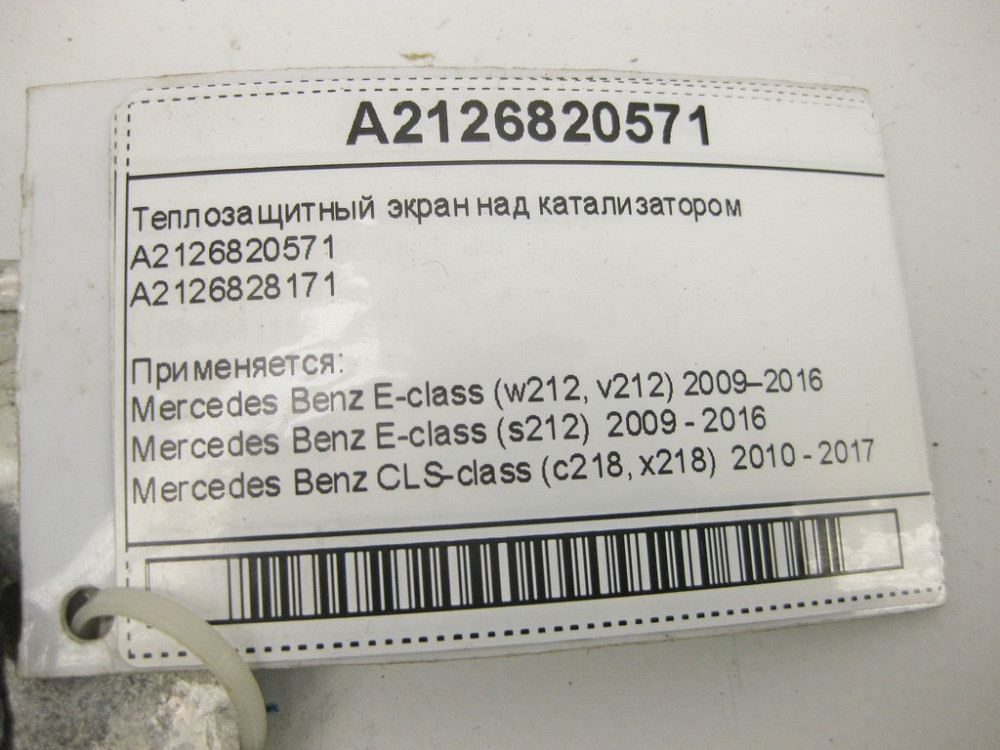 A2126820571
Теплозащитный экран над катализатором
A2126820571
A2126828171
Применяется:
Mercedes Benz E-class (w212, v212) 2009–2016
Mercedes Benz E-class (s212) 2009 - 2016
Mercedes Benz CLS-class (c218, x218) 2010 - 2017